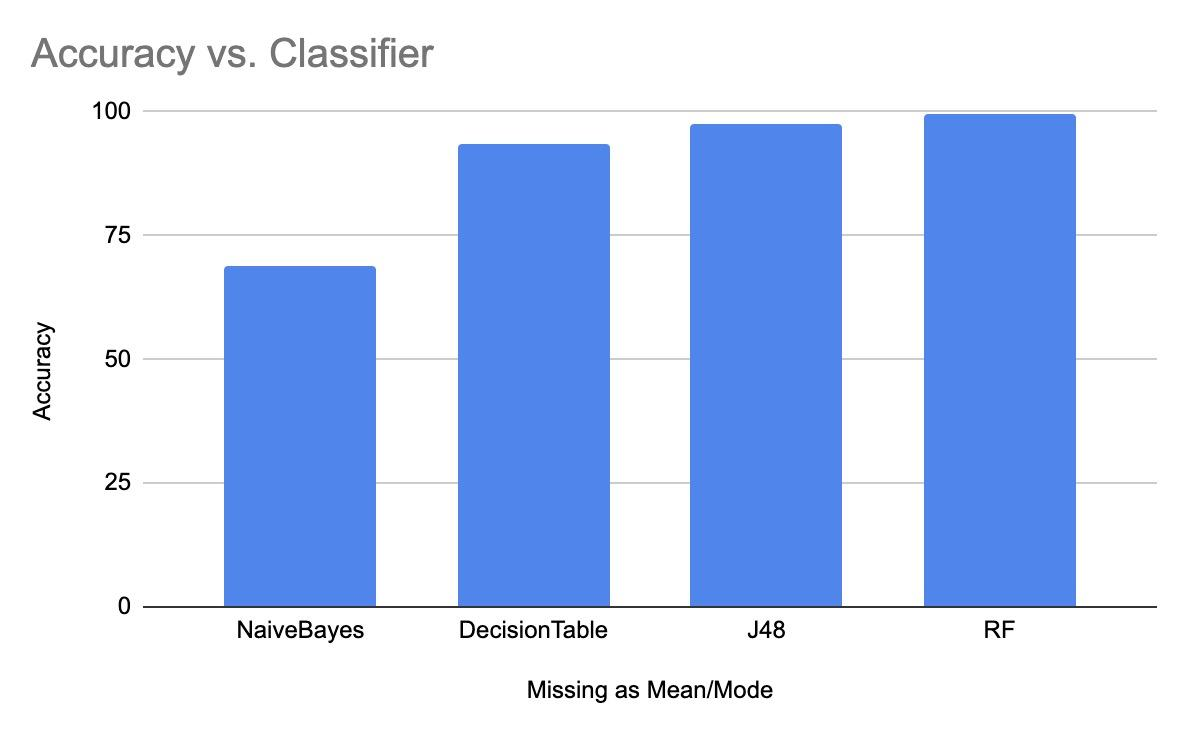 Accuracy vs. Classifier
100
75
50
25
0
Accuracy
NaiveBayes DecisionTable J48 RF
Missing as Mean/Mode